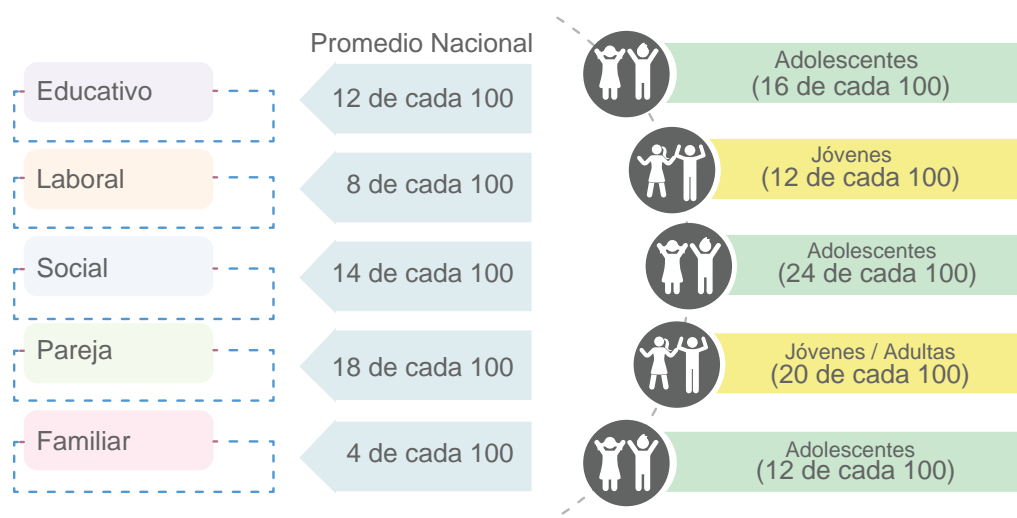 Promedio Nacional
Educativo
12 de cada 100
Adolescentes
(16 de cada 100)
Laboral
8 de cada 100
Jóvenes
(12 de cada 100)
Social
14 de cada 100
Adolescentes
(24 de cada 100)
Pareja
18 de cada 100
Jóvenes / Adultas
(20 de cada 100)
Familiar
4 de cada 100
Adolescentes
(12 de cada 100)